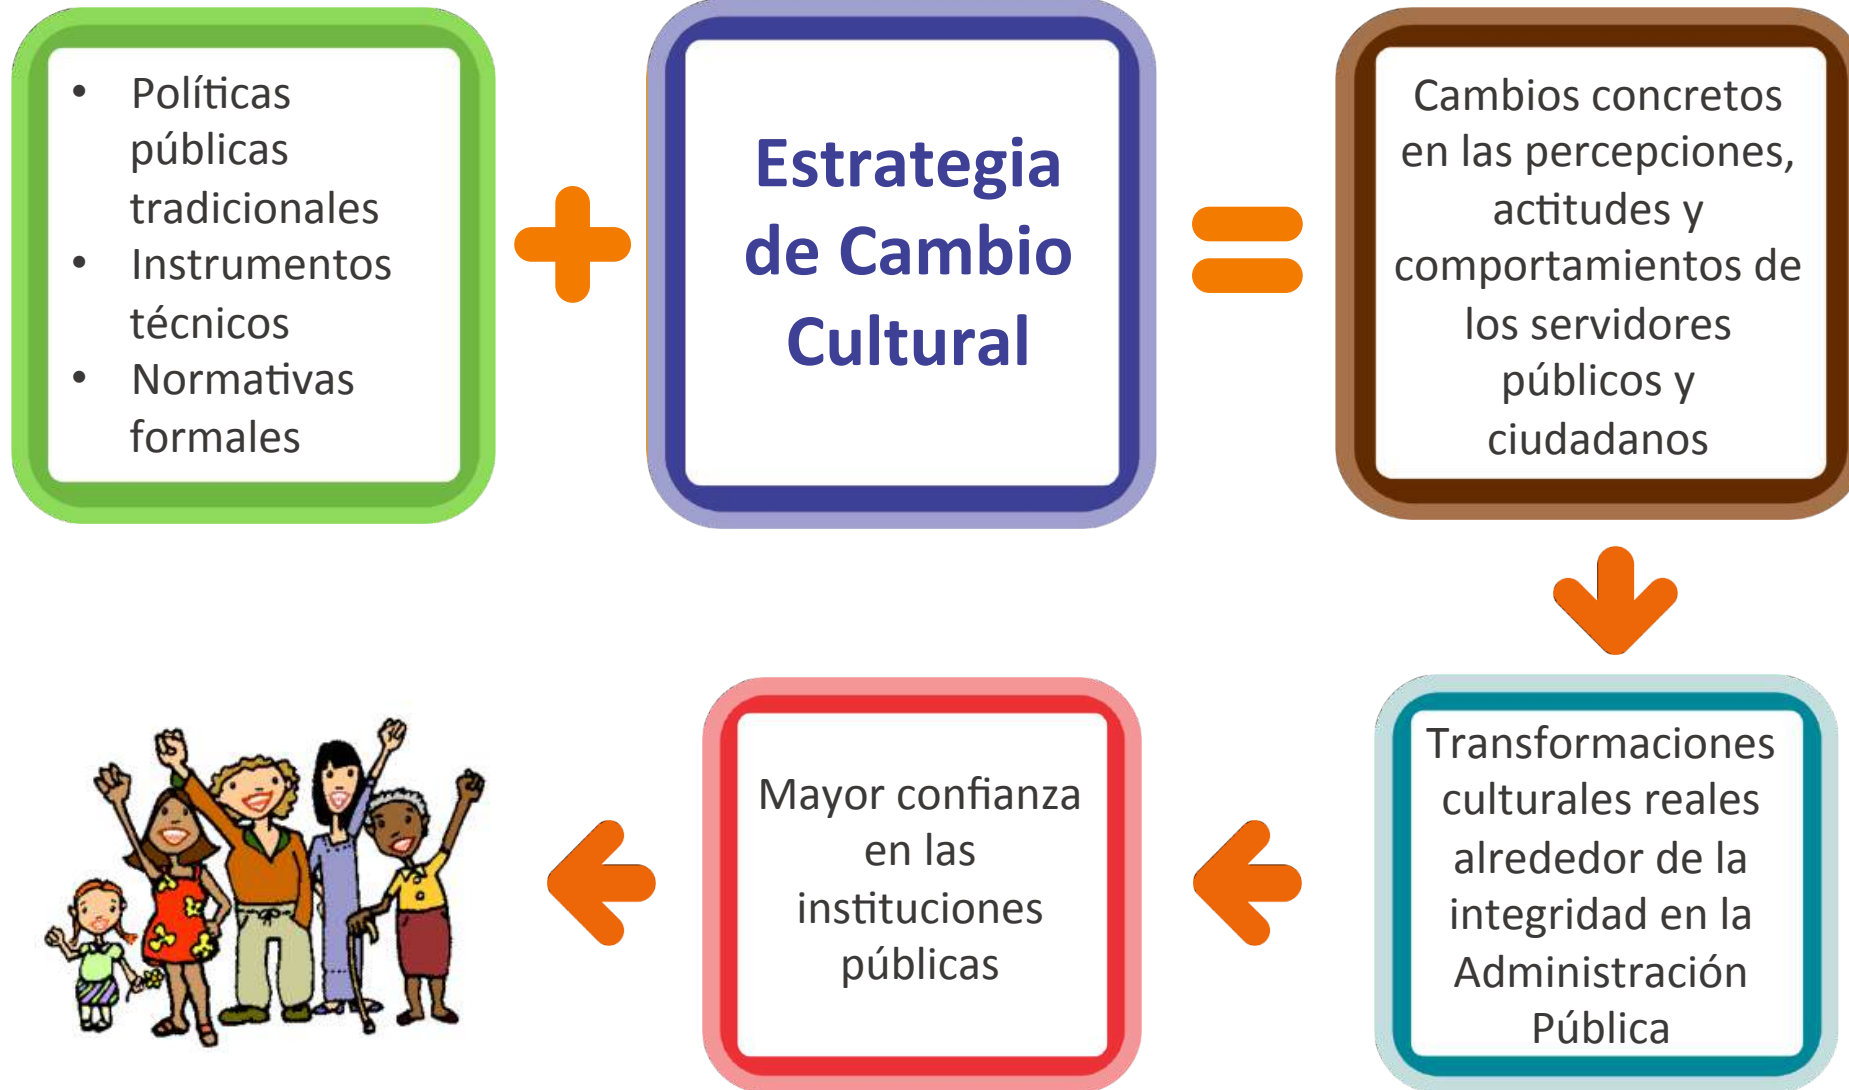 • Políticas
públicas
tradicionales
• Instrumentos
técnicos
• Normativas
formales
Estrategia
de Cambio
Cultural
Cambios concretos
en las percepciones,
actitudes y
comportamientos de
los servidores
públicos y
ciudadanos
Transformaciones
culturales reales
alrededor de la
integridad en la
Administración
Pública
Mayor confianza
en las
instituciones
públicas